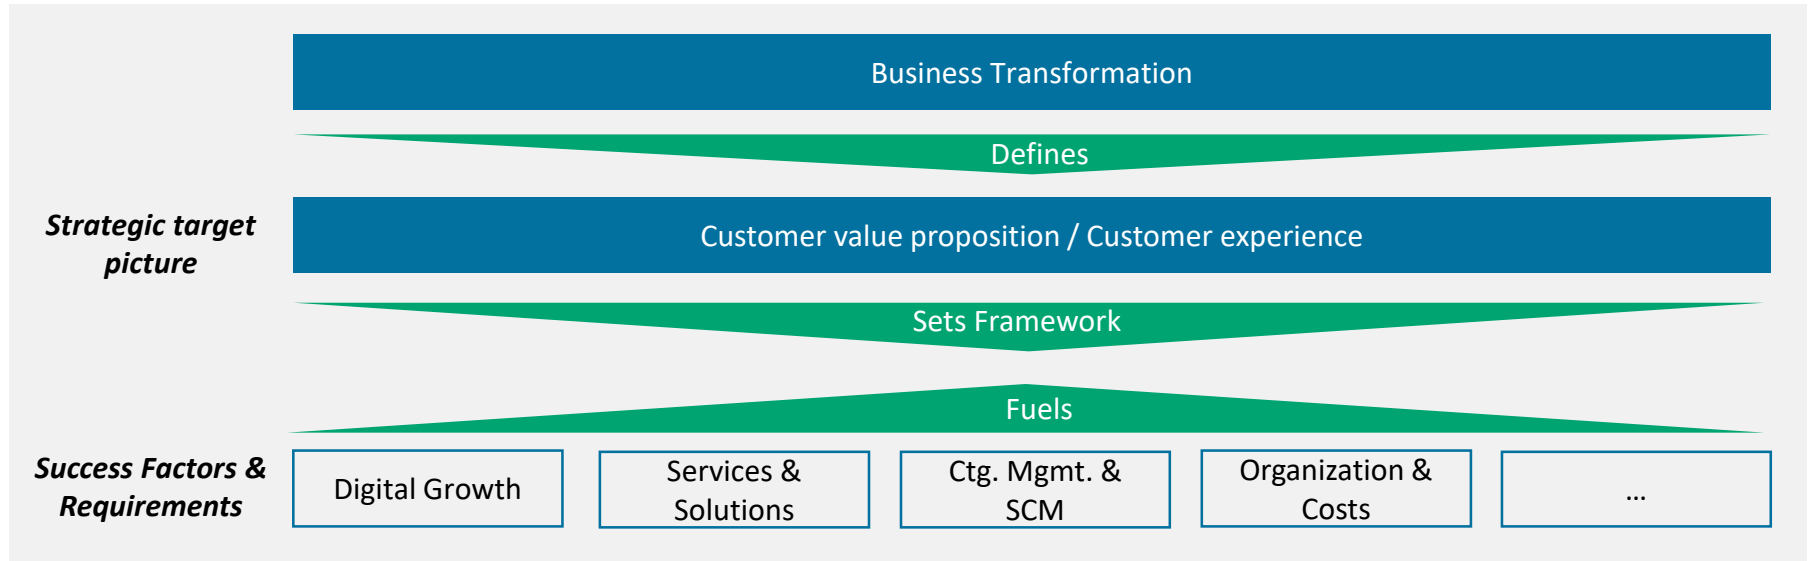 Business Transformation
Defines
Strategic target
picture
Customer value proposition / Customer experience
Sets Framework
Fuels
Success Factors &
Requirements
Digital Growth
Services &
Solutions
Ctg. Mgmt. &
SCM
Organization &
Costs
...